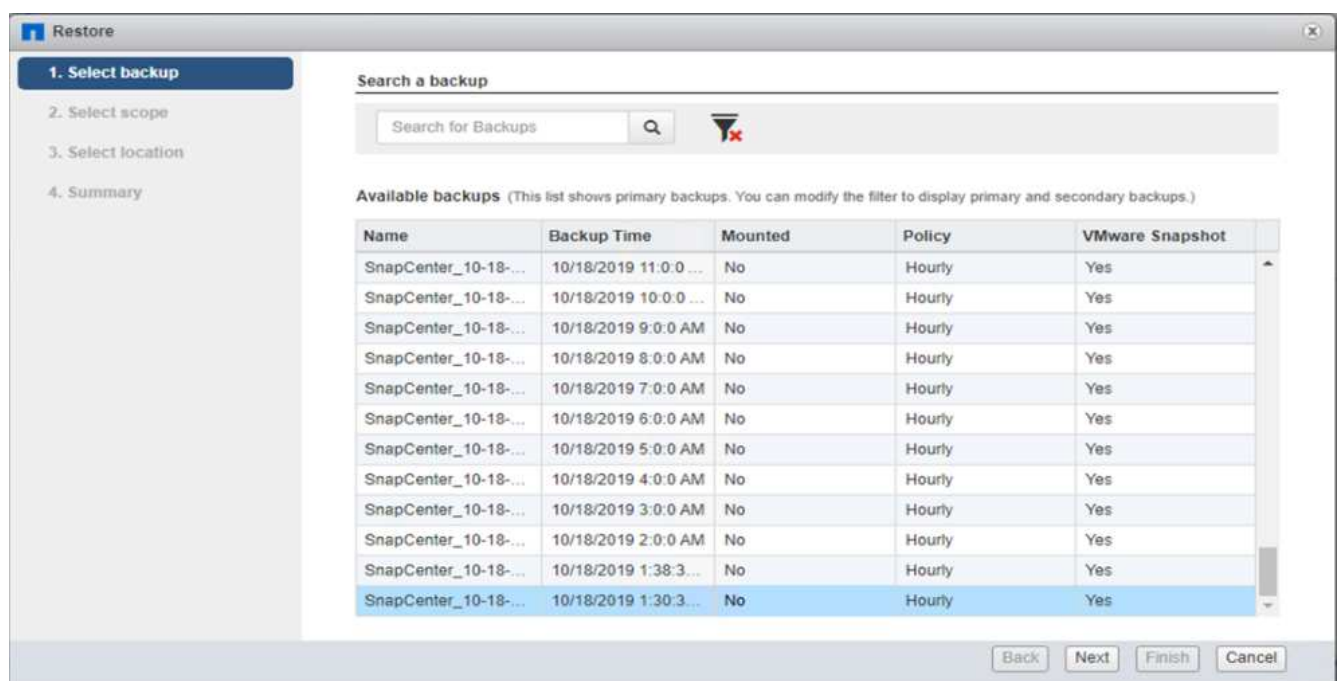 Restore
1. Select backup
2. Select scope
3. Select location
4. Summary
Search a backup
Search for Backups
Available backups (This list shows primary backups. You can modify the filter to display primary and secondary backups.)
Name Backup Time Mounted Policy VMware Snapshot
SnapCenter_10-18-... 10/18/2019 11:0:0 ... No Hourly Yes
SnapCenter_10-18-... 10/18/2019 10:0:0 ... No Hourly Yes
SnapCenter_10-18-... 10/18/2019 9:0:0 AM No Hourly Yes
SnapCenter_10-18-... 10/18/2019 8:0:0 AM No Hourly Yes
SnapCenter_10-18-... 10/18/2019 7:0:0 AM No Hourly Yes
SnapCenter_10-18-... 10/18/2019 6:0:0 AM No Hourly Yes
SnapCenter_10-18-... 10/18/2019 5:0:0 AM No Hourly Yes
SnapCenter_10-18-... 10/18/2019 4:0:0 AM No Hourly Yes
SnapCenter_10-18-... 10/18/2019 3:0:0 AM No Hourly Yes
SnapCenter_10-18-... 10/18/2019 2:0:0 AM No Hourly Yes
SnapCenter_10-18-... 10/18/2019 1:38:3... No Hourly Yes
SnapCenter_10-18-... 10/18/2019 1:30:3... No Hourly Yes
Back Next Finish Cancel